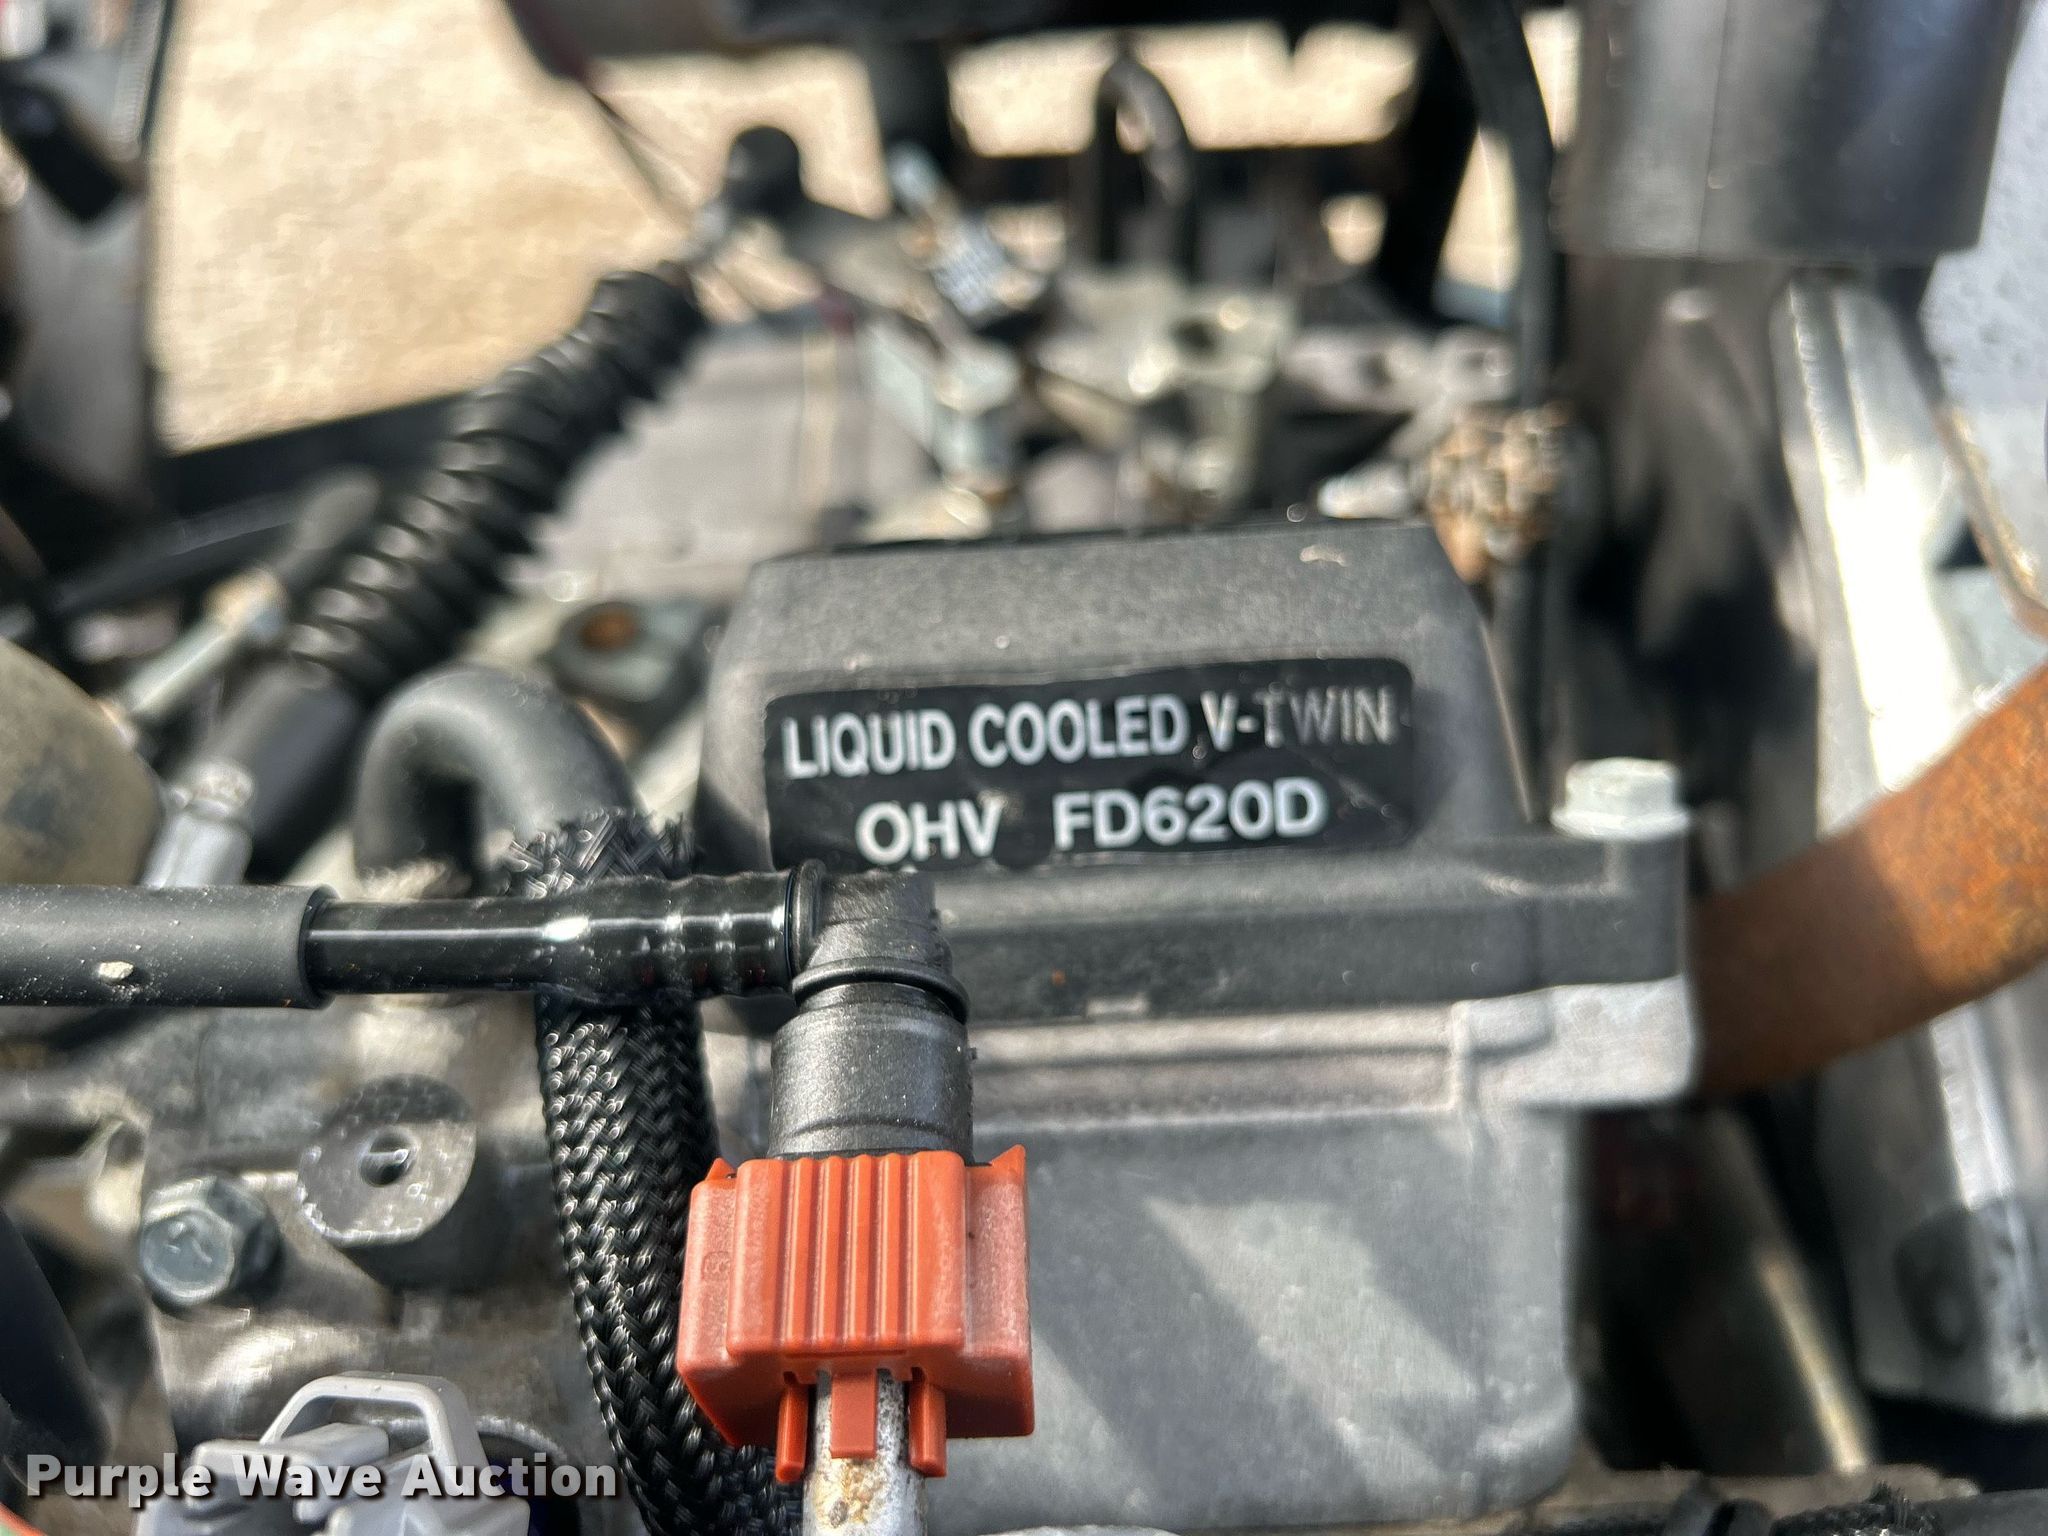 LIQUID COOLED V-TWIN
OHV FD620D
Purple Wave Auction